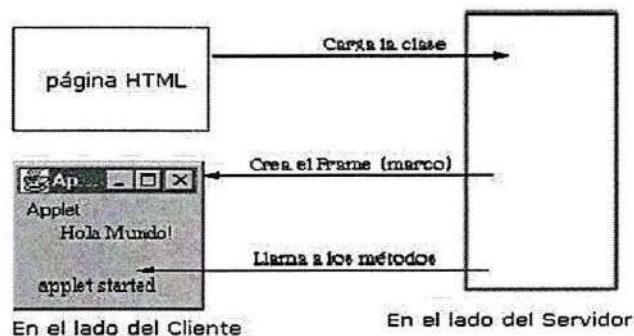 Carga la clase
página HTML
Crea el Frame (marco)
Ap...
Applet
Hola Mundo!
Llama a los métodos
applet started
En el lado del Cliente
En el lado del Servidor